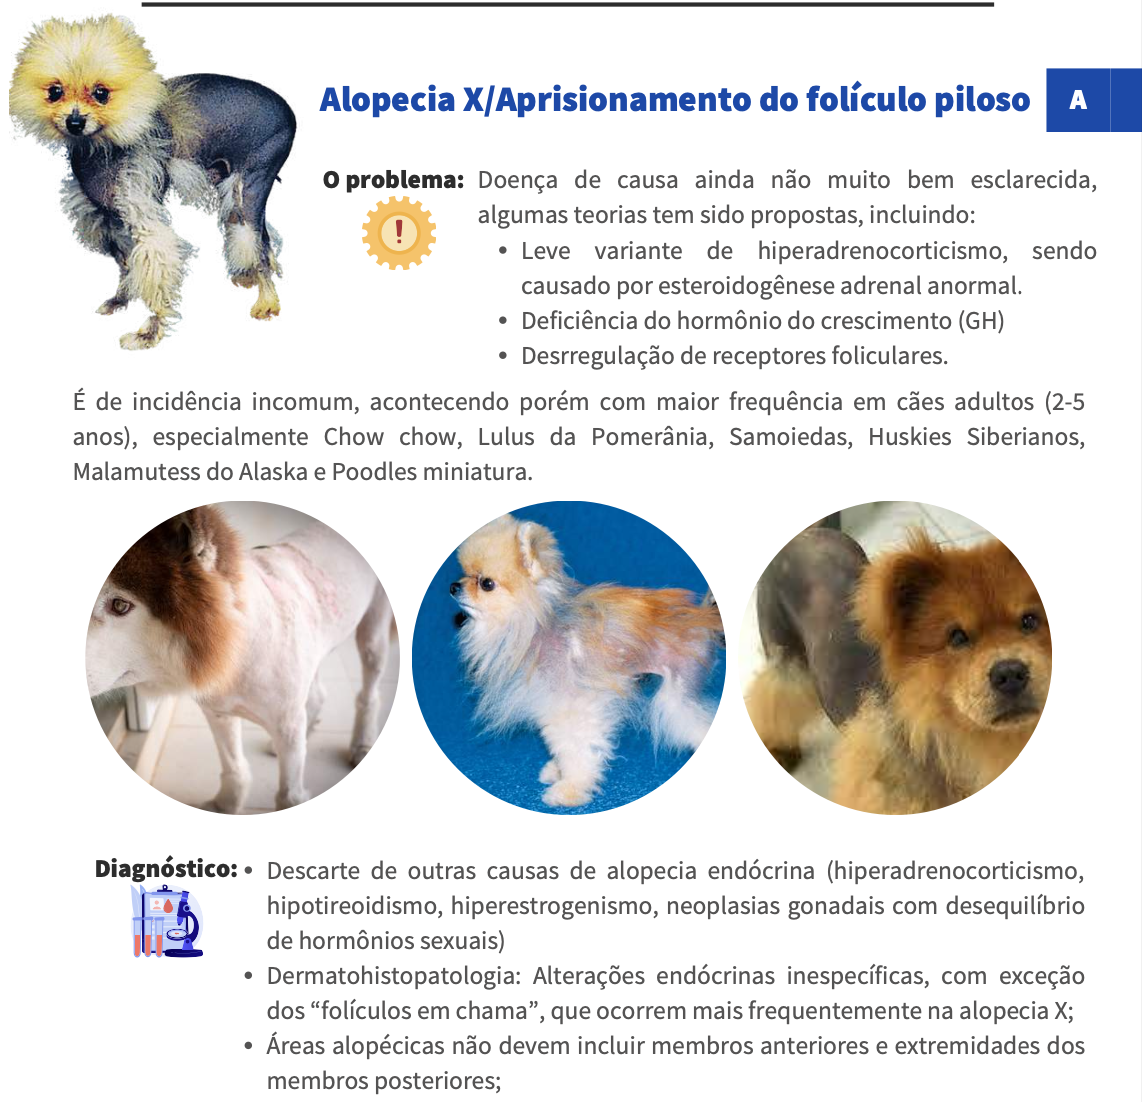 Alopecia X/Aprisionamento do folículo piloso
A
O problema: Doença de causa ainda não muito bem esclarecida,
!
algumas teorias tem sido propostas, incluindo:
• Leve variante de hiperadrenocorticismo, sendo
causado por esteroidogênese adrenal anormal.
• Deficiência do hormônio do crescimento (GH)
• Desrregulação de receptores foliculares.
É de incidência incomum, acontecendo porém com maior frequência em cães adultos (2-5
anos), especialmente Chow chow, Lulus da Pomerânia, Samoiedas, Huskies Siberianos,
Malamutess do Alaska e Poodles miniatura.
Diagnóstico: • Descarte de outras causas de alopecia endócrina (hiperadrenocorticismo,
hipotireoidismo, hiperestrogenismo, neoplasias gonadais com desequilíbrio
de hormônios sexuais)
• Dermatohistopatologia: Alterações endócrinas inespecíficas, com exceção
dos “folículos em chama”, que ocorrem mais frequentemente na alopecia X;
• Áreas alopécicas não devem incluir membros anteriores e extremidades dos
membros posteriores;